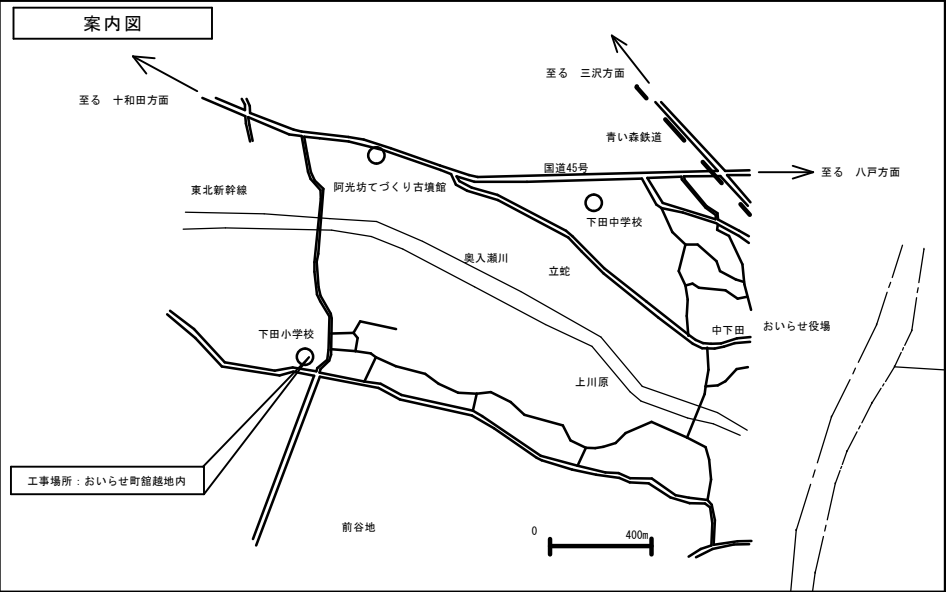 案内図
至る 三沢方面
至る 十和田方面
青い森鉄道
国道45号
至る 八戸方面
東北新幹線
阿光坊てづくり古墳館
下田中学校
奥入瀬川
立蛇
下田小学校
中下田
おいらせ役場
上川原
工事場所：おいらせ町舘越地内
前谷地
0
400m